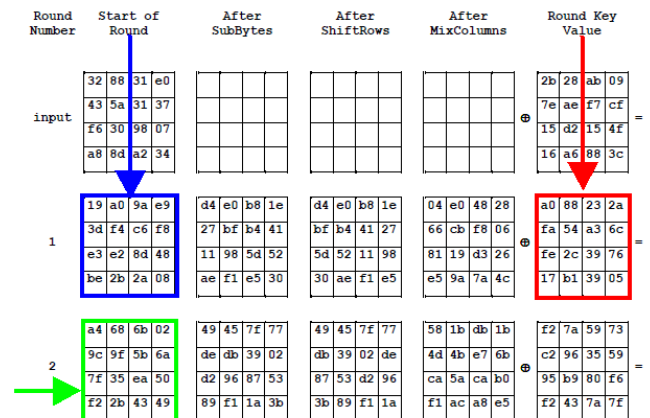 Round Start of After After After Round Key
Number Round SubBytes ShiftRows MixColumns Value
32 88 31 e0 2b 28 ab 09
43 5a 31 37 7e ae f7 cf
input ⊕ =
f6 30 98 07 15 d2 15 4f
a8 8d a2 34 16 a6 88 3c
19 a0 9a e9 d4 e0 b8 1e d4 e0 b8 1e 04 e0 48 28 a0 88 23 2a
3d f4 c6 f8 27 bf b4 41 bf b4 41 27 66 cb f8 06 fa 54 a3 6c
1 ⊕ =
e3 e2 8d 48 11 98 5d 52 5d 52 11 98 81 19 d3 26 fe 2c 39 76
be 2b 2a 08 ae f1 e5 30 30 ae f1 e5 e5 9a 7a 4c 17 b1 39 05
a4 68 6b 02 49 45 7f 77 49 45 7f 77 58 1b db 1b f2 7a 59 73
9c 9f 5b 6a de db 39 02 db 39 02 de 4d 4b e7 6b c2 96 35 59
2 ⊕ =
7f 35 ea 50 d2 96 87 53 87 53 d2 96 ca 5a ca b0 95 b9 80 f6
f2 2b 43 49 89 f1 1a 3b 3b 89 f1 1a f1 ac a8 e5 f2 43 7a 7f